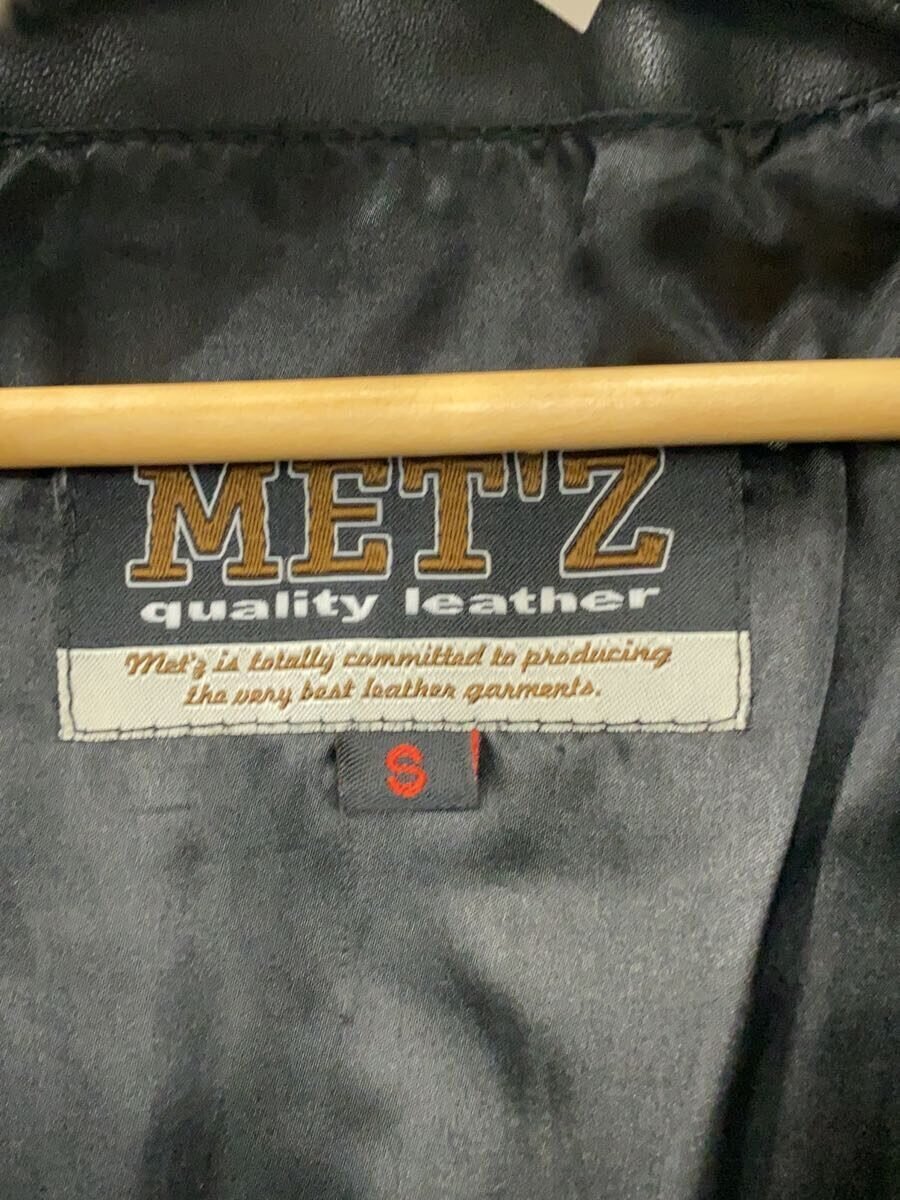 MET'Z
quality leather
Met'z is totally committed to producing
the very best leather garments.
S